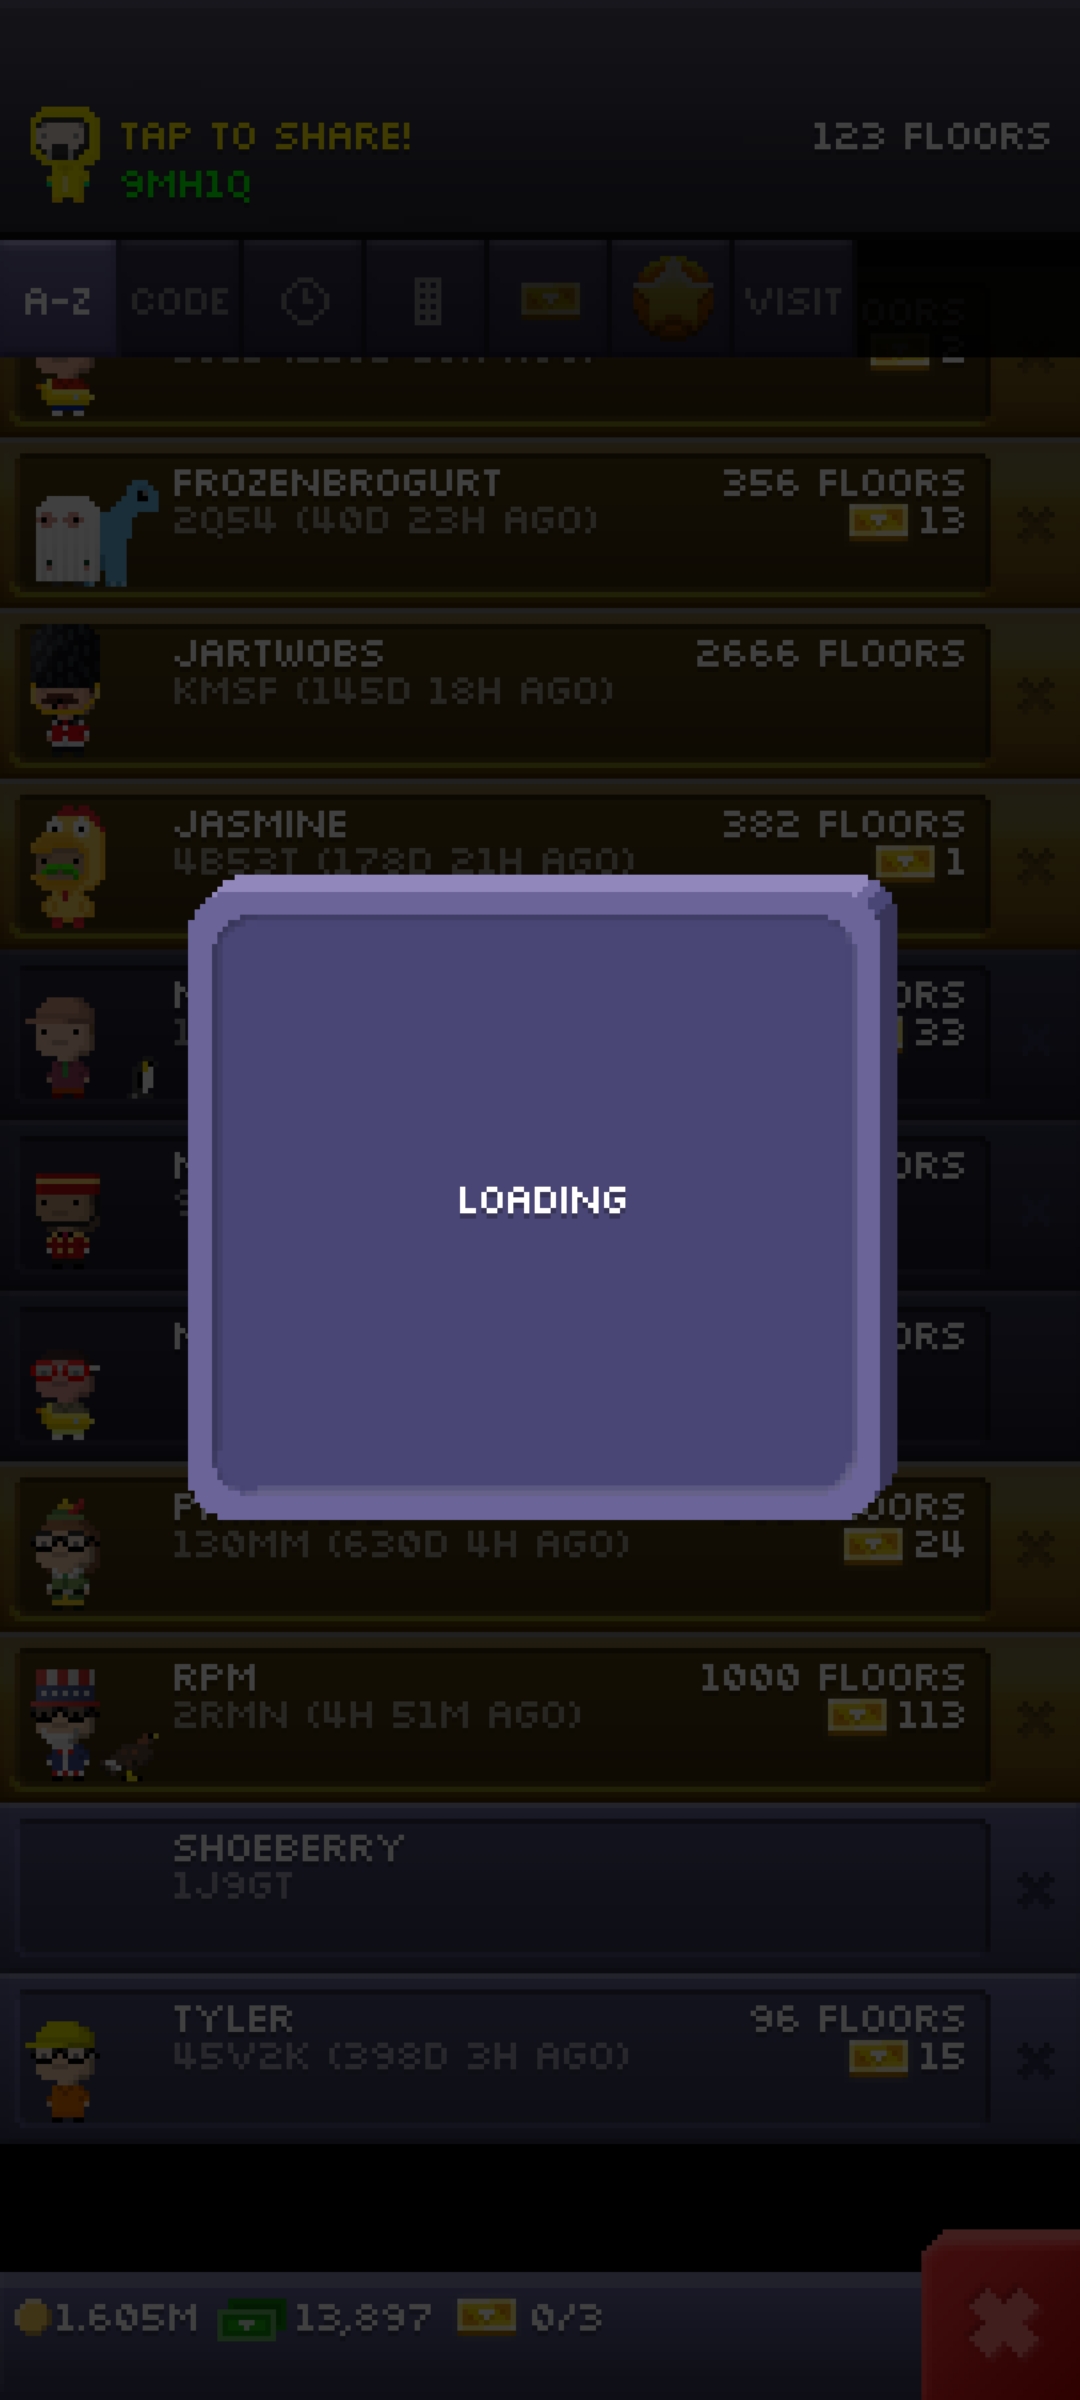 TAP TO SHARE!
123 FLOORS
9MH1Q
A-Z
CODE
VISIT
2
FROZENBROGURT
356 FLOORS
2Q54 (40D 23H AGO)
13
JARTWOBS
2666 FLOORS
KMSF (145D 18H AGO)
JASMINE
382 FLOORS
4B53T (178D 21H AGO)
1
33
LOADING
130MM (630D 4H AGO)
24
RPM
1000 FLOORS
2RMN (4H 51M AGO)
113
SHOEBERRY
1J9GT
TYLER
96 FLOORS
45V2K (398D 3H AGO)
15
1.605M
13,897
0/3